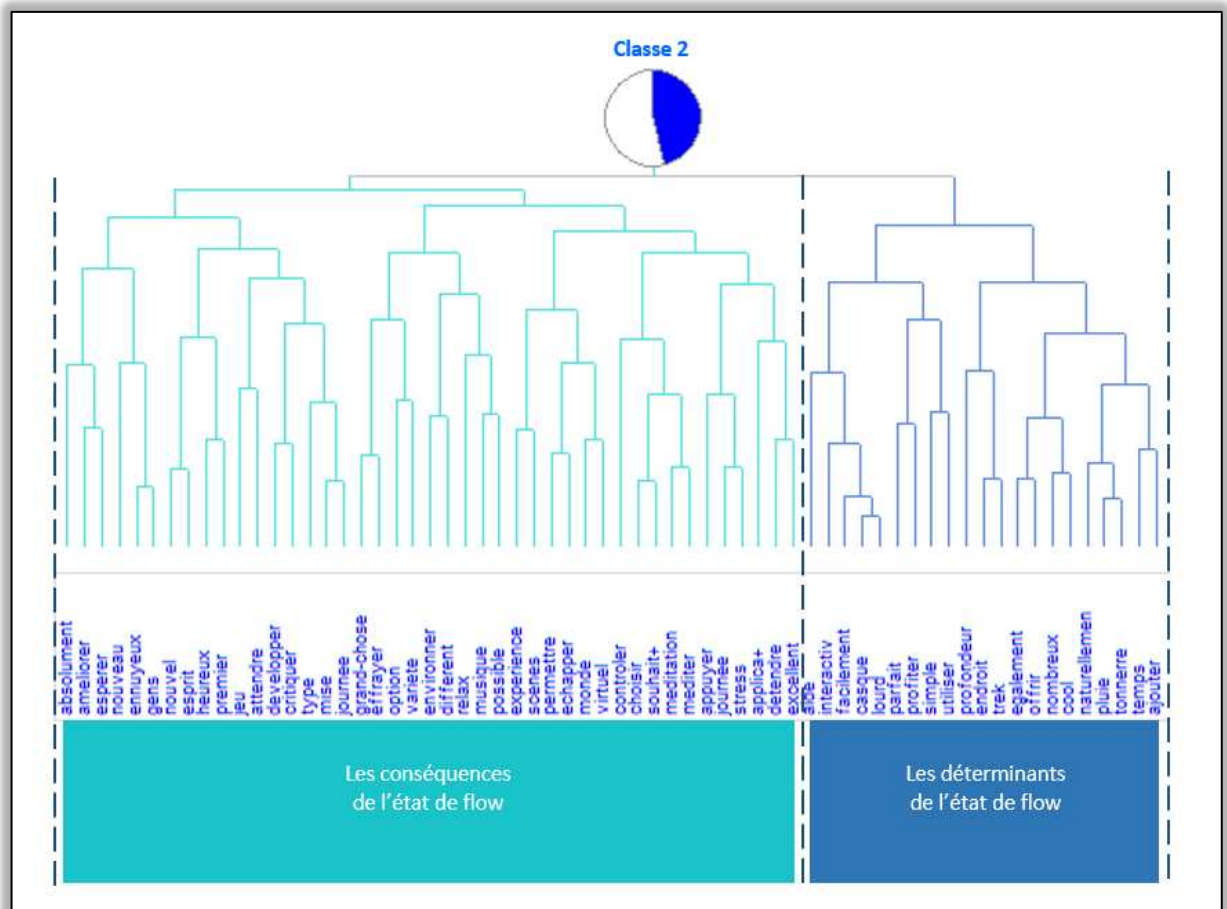 Classe 2
absolument
ameliorer
esperer
nouveau
ennuyeux
gens
nouvel
esprit
heureux
premier
jeu
attendre
developper
critiquer
type
mise
journee
grand-chose
effrayer
option
variete
environner
different
relax
musique
possible
experience
scenes
permettre
echapper
monde
virtuel
controler
choisir
souhait+
meditation
mediter
appuyer
journée
stress
applica+
detendre
excellent
interactiv
facilement
casque
lourd
parfait
profiter
simple
utiliser
profondeur
endroit
trek
egalement
offrir
nombreux
cool
naturellemen
pluie
tonnerre
temps
ajouter
Les conséquences
de l'état de flow
Les déterminants
de l'état de flow